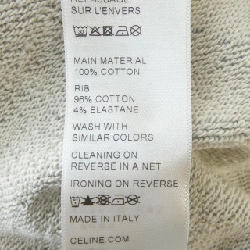 SUR L'ENVERS
MAIN MATERIAL
100% COTTON
RIB
96% COTTON
4% ELASTANE
WASH WITH
SIMILAR COLORS
CLEANING ON
REVERSE IN A NET
IRONING ON REVERSE
MADE IN ITALY
CELINE.COM